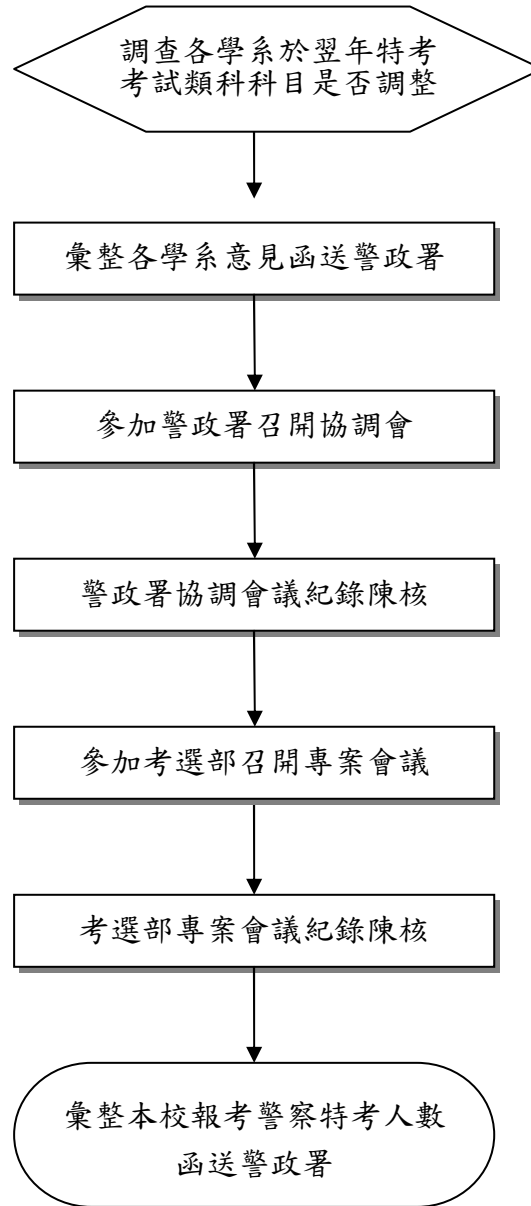 調查各學系於翌年特考
考試類科科目是否調整
彙整各學系意見函送警政署
參加警政署召開協調會
警政署協調會議紀錄陳核
參加考選部召開專案會議
考選部專案會議紀錄陳核
彙整本校報考警察特考人數
函送警政署